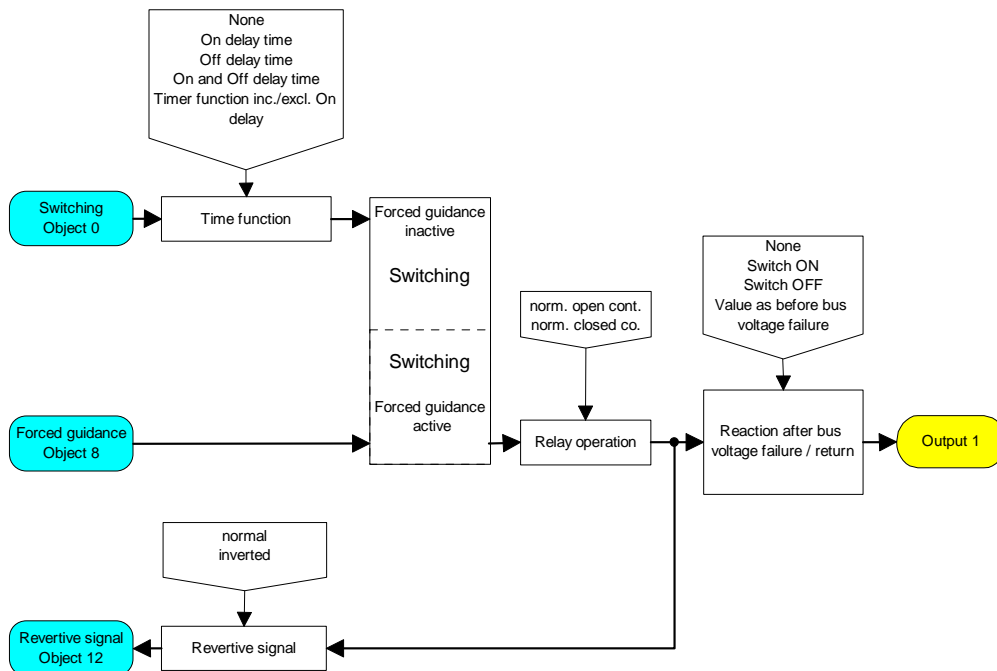 None
On delay time
Off delay time
On and Off delay time
Timer function inc./excl. On
delay
Switching
Object 0
Time function
Forced guidance
inactive
Switching
Switching
Forced guidance
active
norm. open cont.
norm. closed co.
None
Switch ON
Switch OFF
Value as before bus
voltage failure
Forced guidance
Object 8
Relay operation
Reaction after bus
voltage failure / return
Output 1
normal
inverted
Revertive signal
Object 12
Revertive signal